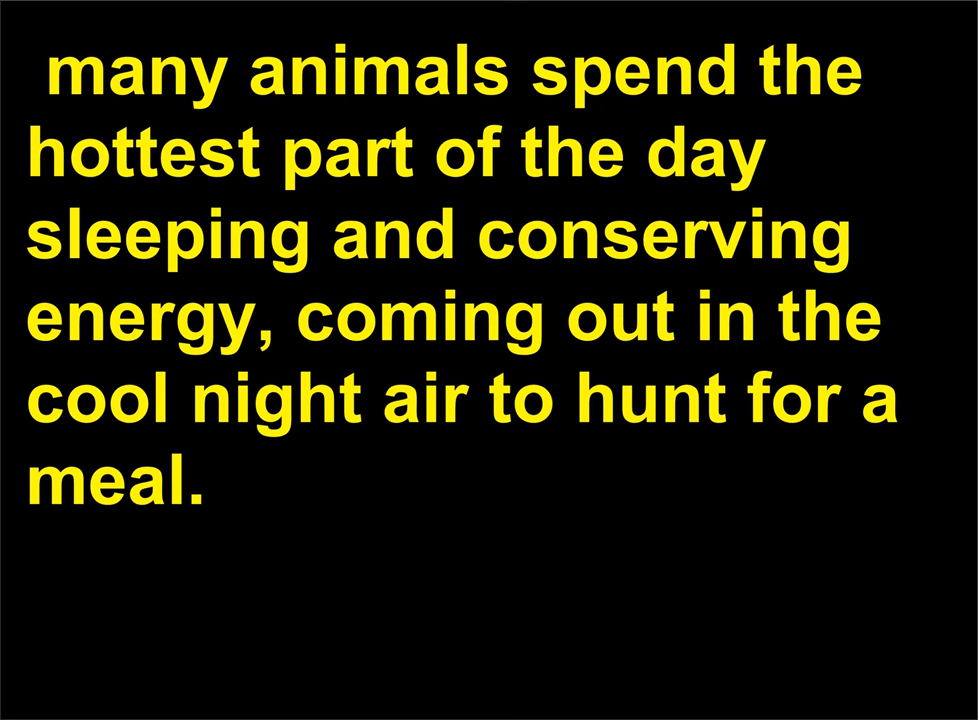 many animals spend the
hottest part of the day
sleeping and conserving
energy, coming out in the
cool night air to hunt for a
meal.